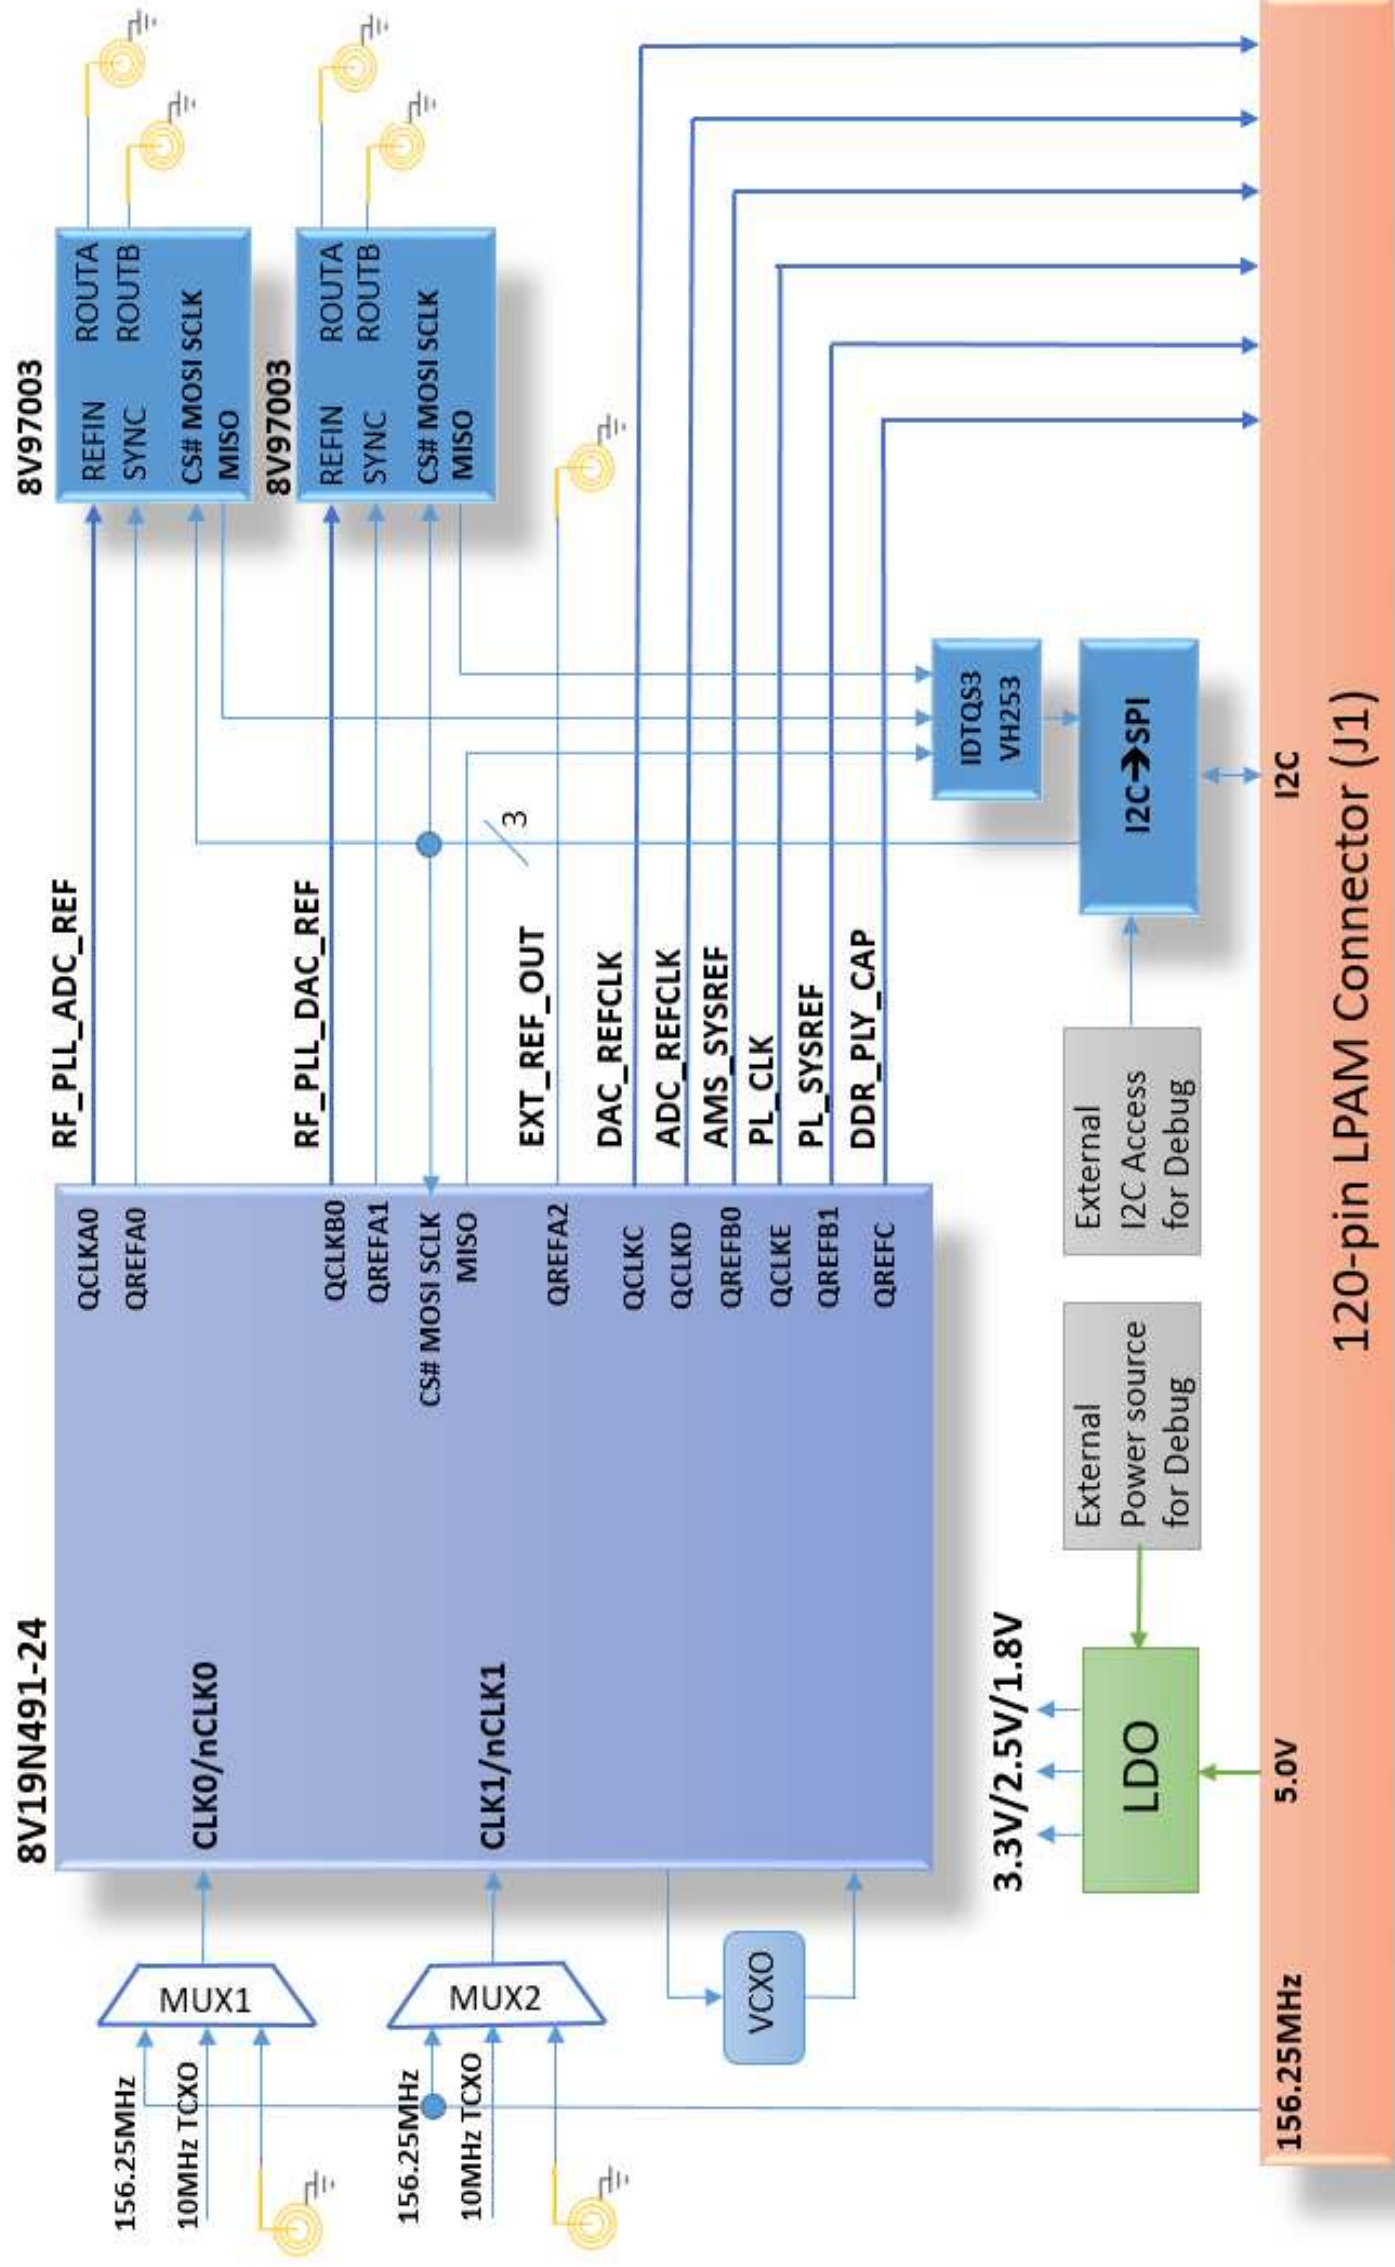 8V19N491-24
8V97003
8V97003
156.25MHz
10MHz TCXO
MUX1
CLK0/nCLK0
156.25MHz
10MHz TCXO
MUX2
CLK1/nCLK1
VCXO
QCLKA0
QREFA0
QCLKB0
QREFA1
CS# MOSI SCLK
MISO
QREFA2
QCLKC
QCLKD
QREFB0
QCLKE
QREFB1
QREFC
RF_PLL_ADC_REF
RF_PLL_DAC_REF
EXT_REF_OUT
DAC_REFCLK
ADC_REFCLK
AMS_SYSREF
PL_CLK
PL_SYSREF
DDR_PLY_CAP
3
REFIN ROUTA
SYNC ROUTB
CS# MOSI SCLK
MISO
REFIN ROUTA
SYNC ROUTB
CS# MOSI SCLK
MISO
IDTQS3
VH253
3.3V/2.5V/1.8V
LDO
External
Power source
for Debug
External
I2C Access
for Debug
I2C➔SPI
156.25MHz
5.0V
I2C
120-pin LPAM Connector (J1)